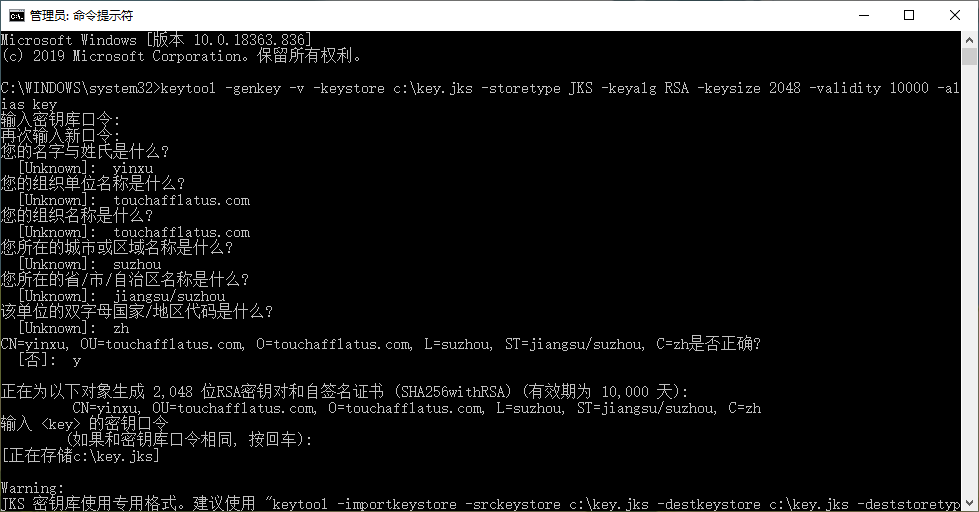 管理员: 命令提示符
Microsoft Windows [版本 10.0.18363.836]
(c) 2019 Microsoft Corporation。保留所有权利。
C:\WINDOWS\system32>keytool -genkey -v -keystore c:\key.jks -storetype JKS -keyalg RSA -keysize 2048 -validity 10000 -al
ias key
输入密钥库口令:
再次输入新口令:
您的名字与姓氏是什么?
[Unknown]:  yinxu
您的组织单位名称是什么?
[Unknown]:  touchafflatus.com
您的组织名称是什么?
[Unknown]:  touchafflatus.com
您所在的城市或区域名称是什么?
[Unknown]:  suzhou
您所在的省/市/自治区名称是什么?
[Unknown]:  jiangsu/suzhou
该单位的双字母国家/地区代码是什么?
[Unknown]:  zh
CN=yinxu, OU=touchafflatus.com, O=touchafflatus.com, L=suzhou, ST=jiangsu/suzhou, C=zh是否正确?
[否]:  y
正在为以下对象生成 2,048 位RSA密钥对和自签名证书 (SHA256withRSA) (有效期为 10,000 天):
CN=yinxu, OU=touchafflatus.com, O=touchafflatus.com, L=suzhou, ST=jiangsu/suzhou, C=zh
输入 <key> 的密钥口令
(如果和密钥库口令相同, 按回车):
[正在存储c:\key.jks]
Warning:
JKS 密钥库使用专用格式。建议使用 "keytool -importkeystore -srckeystore c:\key.jks -destkeystore c:\key.jks -deststoretyp